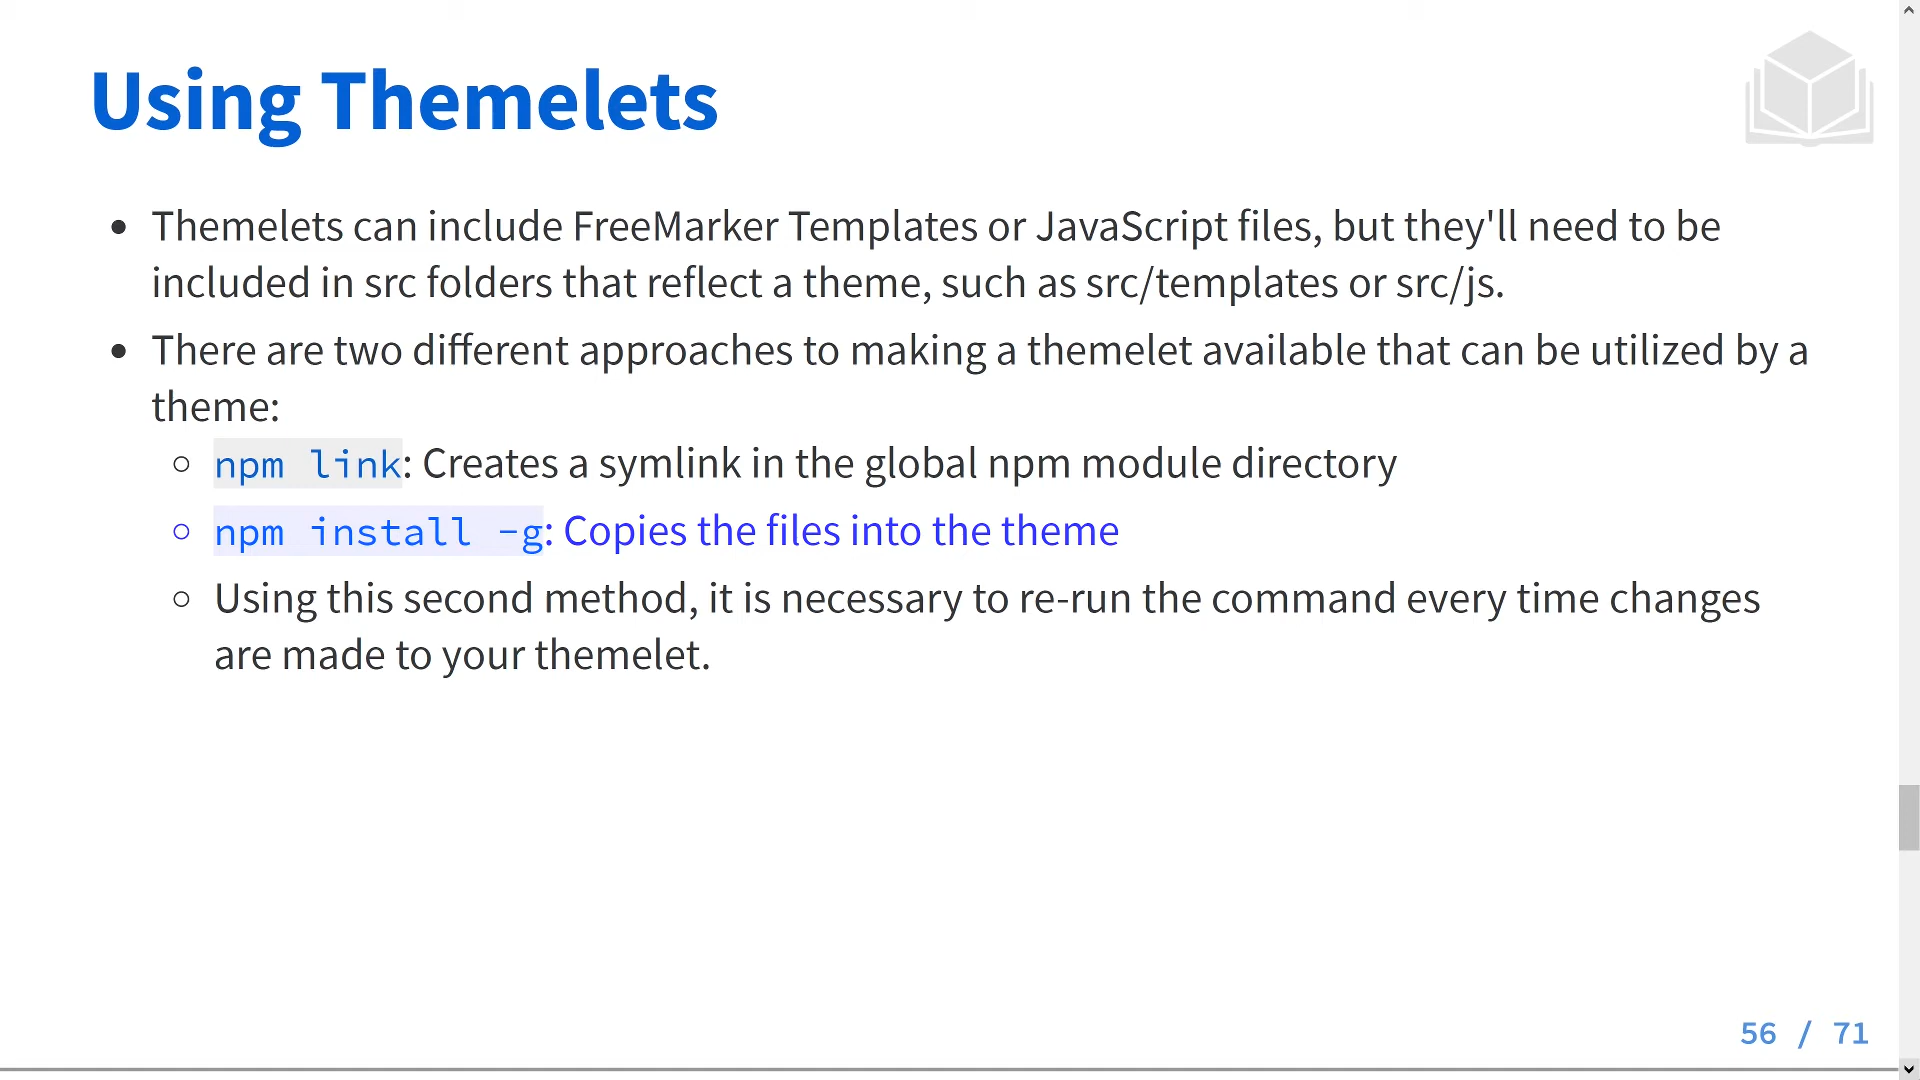 Using Themelets
Themelets can include FreeMarker Templates or JavaScript files, but they'll need to be
included in src folders that reflect a theme, such as src/templates or src/js.
There are two different approaches to making a themelet available that can be utilized by a
theme:
npm link: Creates a symlink in the global npm module directory
npm install -g: Copies the files into the theme
Using this second method, it is necessary to re-run the command every time changes
are made to your themelet.
56 / 71